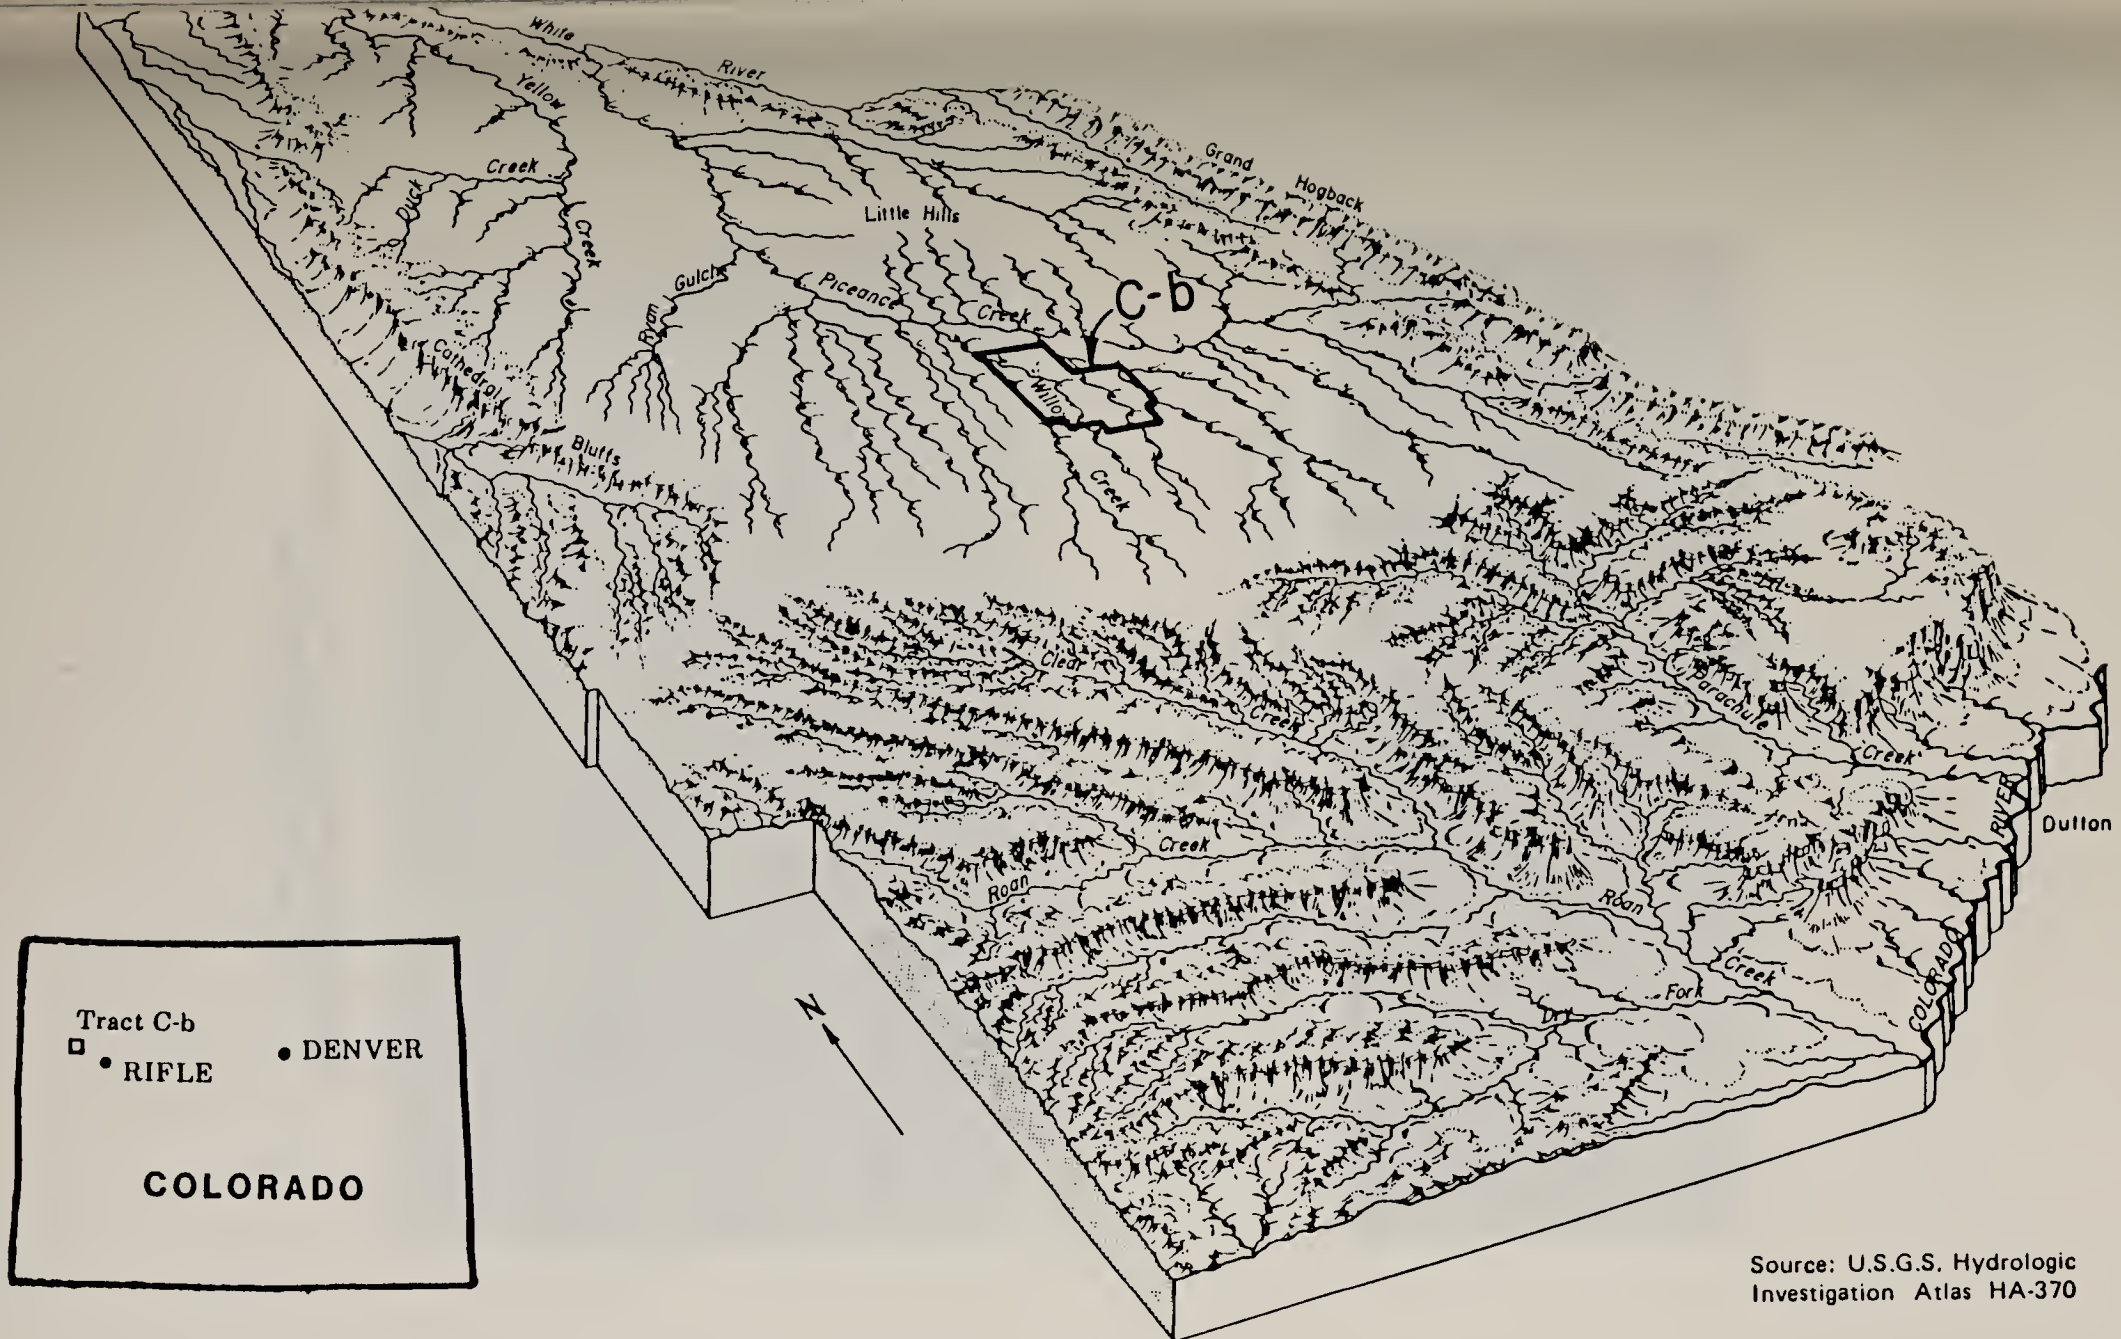 White
River
Yellow
Creek
Grand
Hogback
Creek
Duck
Little Hills
Gulch
Ryan
Piceance
Creek
C-b
Cathedral
Bluffs
Willow
Creek
Clear
Creek
Parachute
Creek
RIVER
Dutton
Creek
Roan
Roan
Creek
Fork
Dry
COLORADO
N
Tract C-b
RIFLE
DENVER
COLORADO
Source: U.S.G.S. Hydrologic
Investigation Atlas HA-370